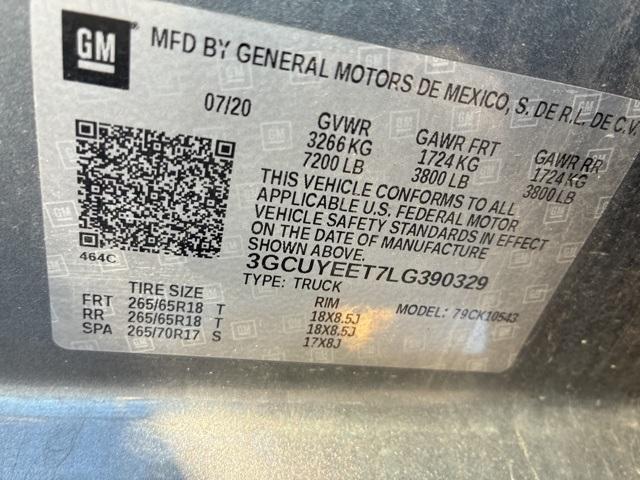 GM
MFD BY GENERAL MOTORS DE MEXICO, S. DE R.L. DE C.V.
07/20
GVWR GAWR FRT GAWR RR
3266 KG 1724 KG 1724 KG
7200 LB 3800 LB 3800 LB
THIS VEHICLE CONFORMS TO ALL
APPLICABLE U.S. FEDERAL MOTOR
VEHICLE SAFETY STANDARDS IN EFFECT
ON THE DATE OF MANUFACTURE
SHOWN ABOVE.
464C
3GCUYEET7LG390329
TYPE: TRUCK
TIRE SIZE RIM MODEL: 79CK10543
FRT 265/65R18 T 18X8.5J
RR 265/65R18 T 18X8.5J
SPA 265/70R17 S 17X8J